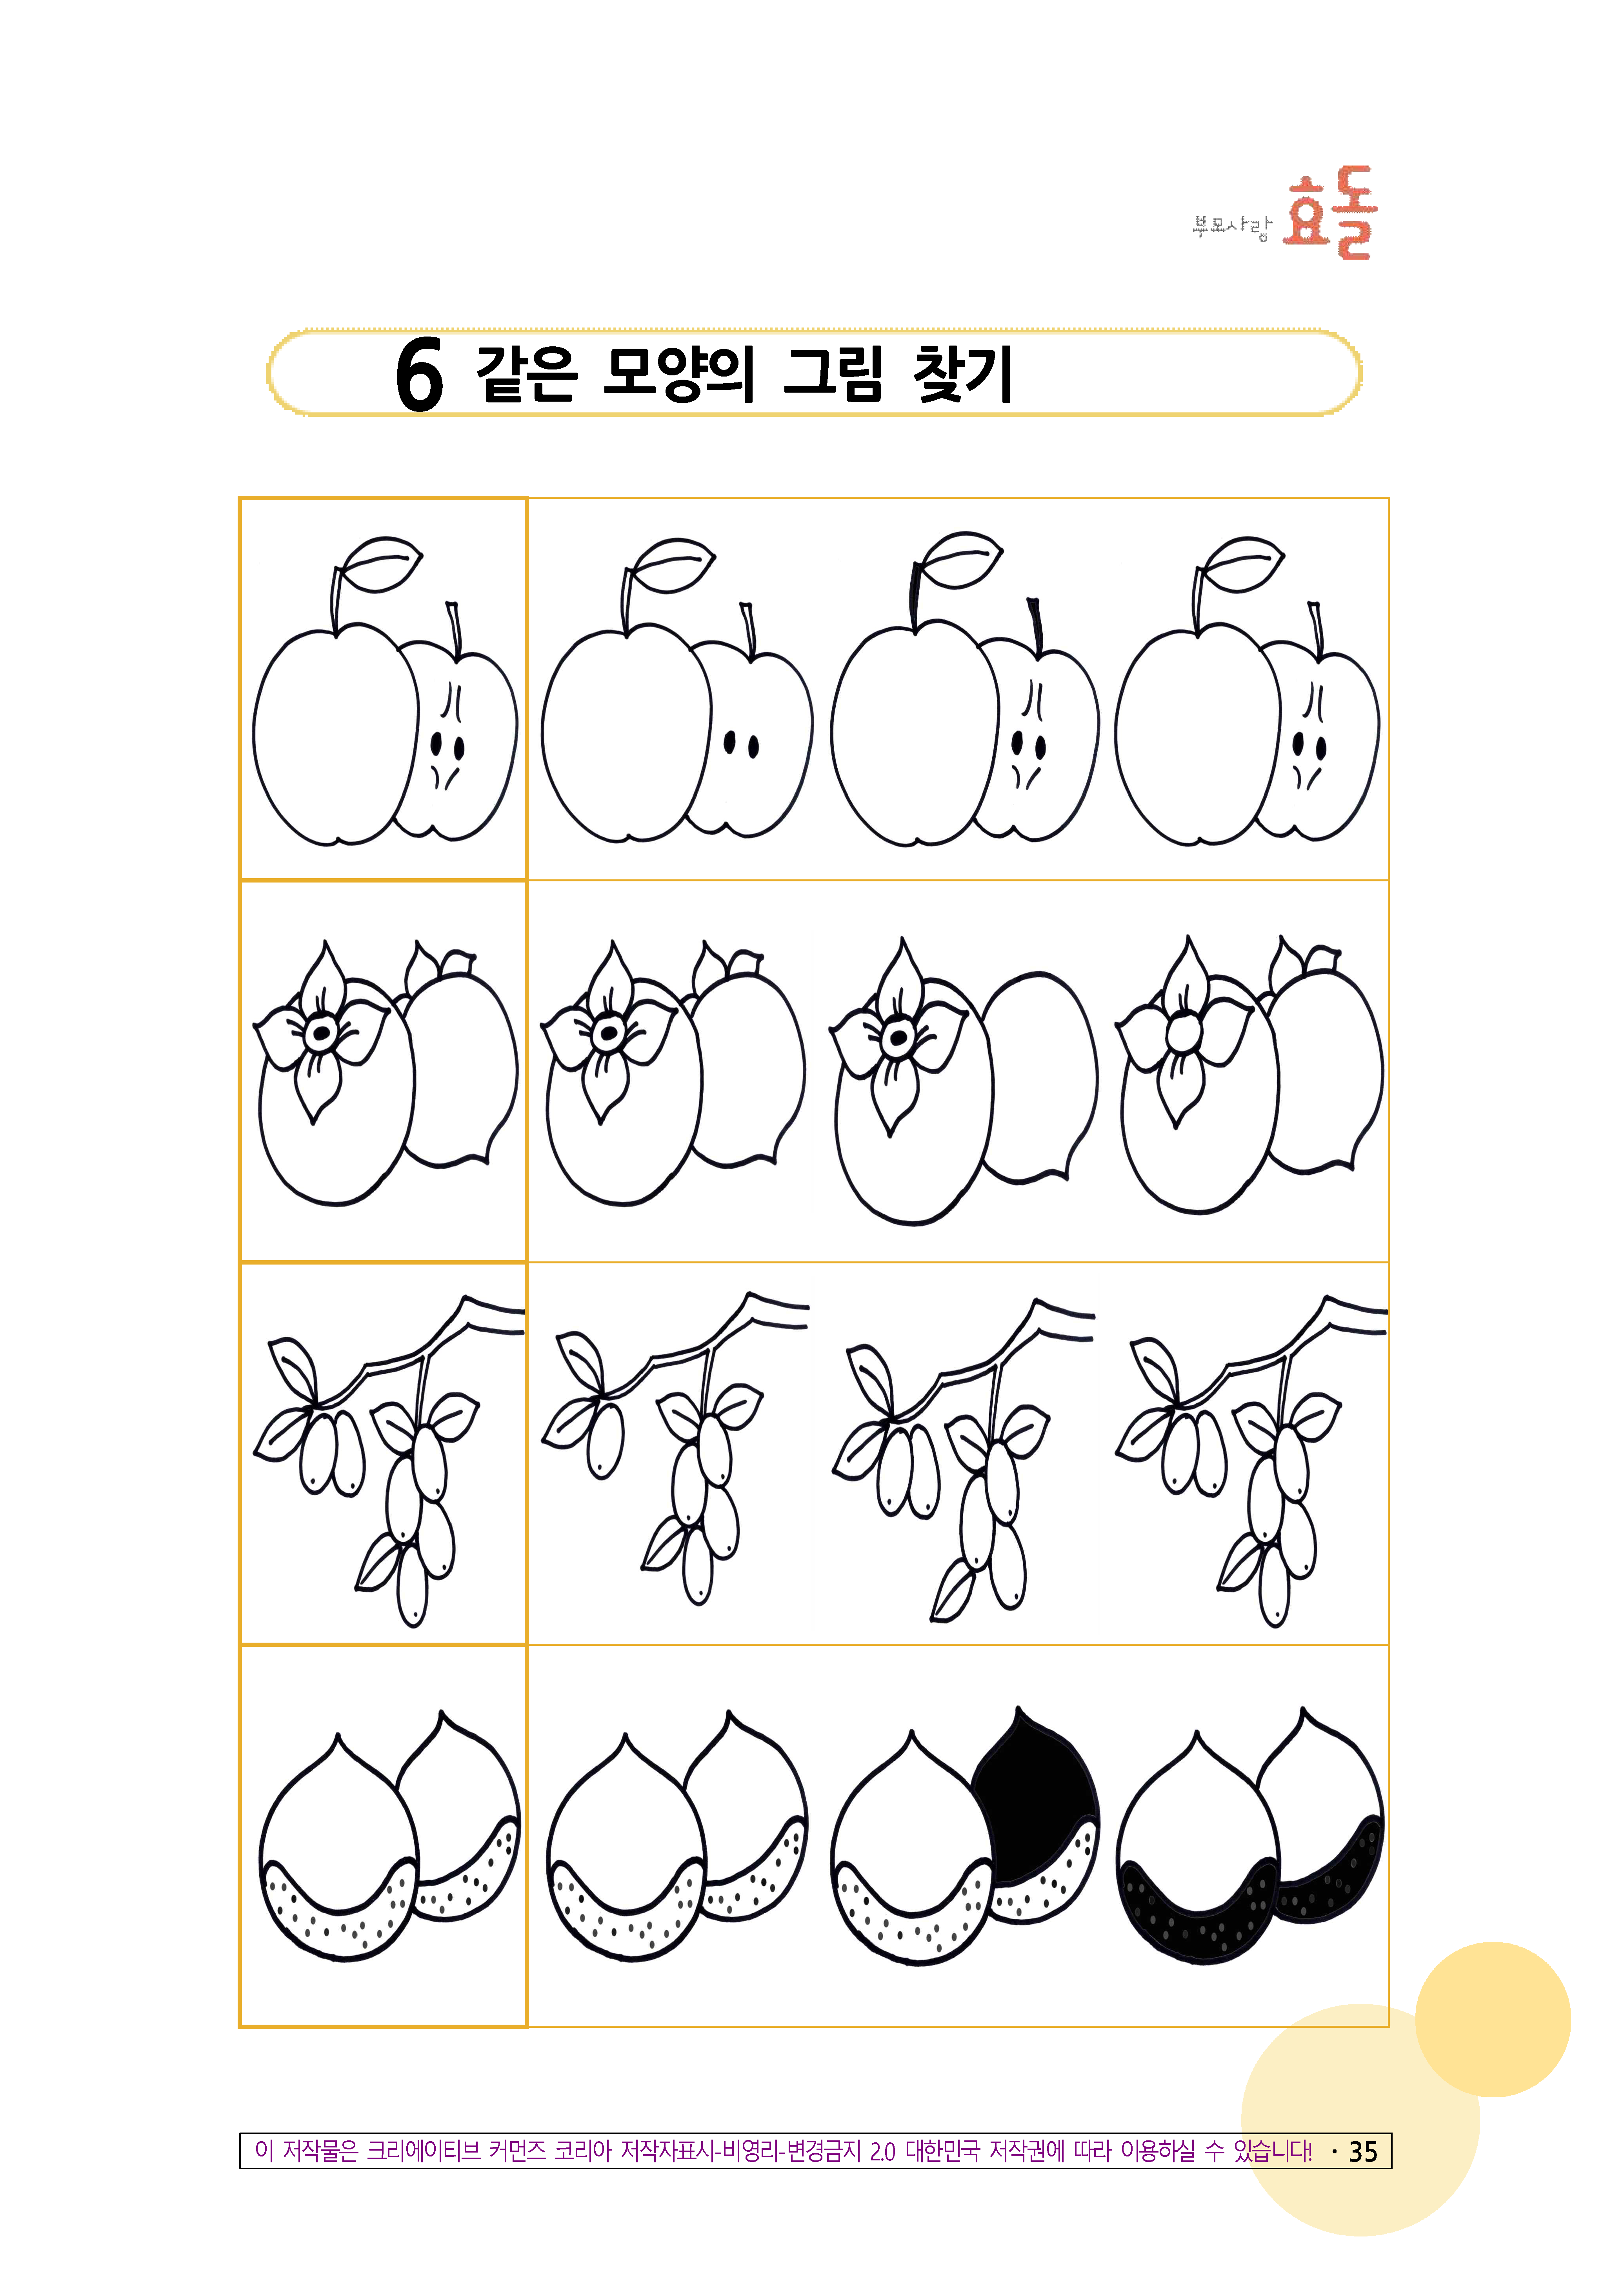 부모사랑 효돌
6 같은 모양의 그림 찾기
이 저작물은 크리에이티브 커먼즈 코리아 저작자표시-비영리-변경금지 2.0 대한민국 저작권에 따라 이용하실 수 있습니다! · 35